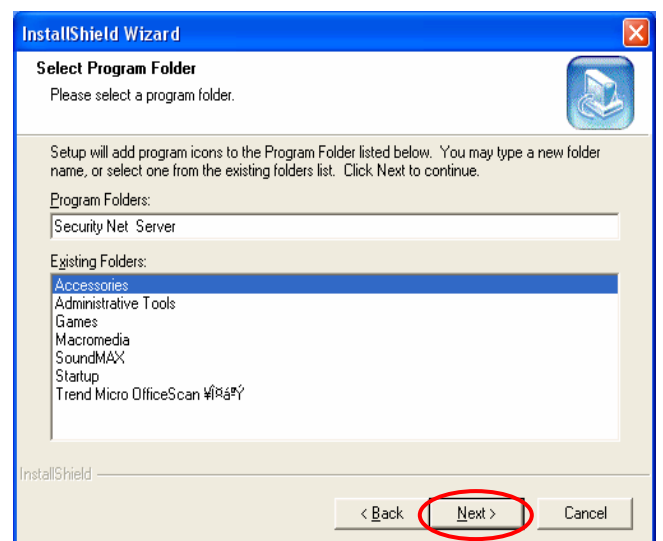 InstallShield Wizard
Select Program Folder
Please select a program folder.
Setup will add program icons to the Program Folder listed below. You may type a new folder
name, or select one from the existing folders list. Click Next to continue.
Program Folders:
Security Net Server
Existing Folders:
Accessories
Administrative Tools
Games
Macromedia
SoundMAX
Startup
Trend Micro OfficeScan
InstallShield
< Back
Next >
Cancel